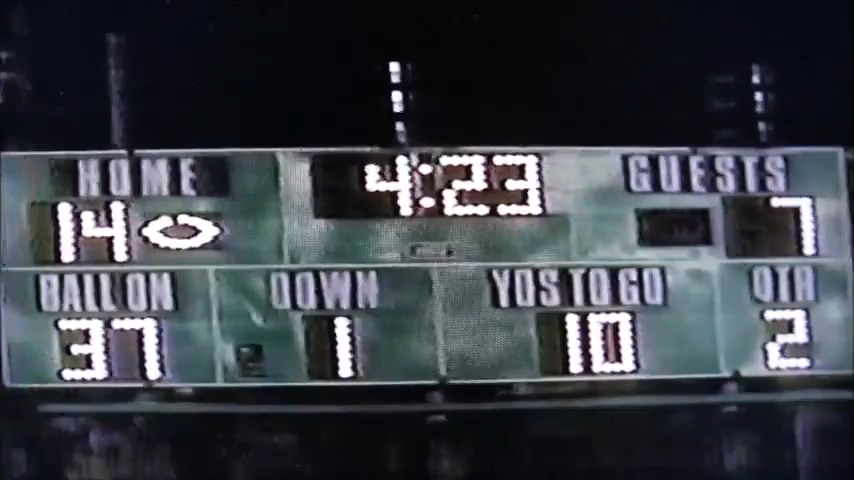 HOME 4:23 GUESTS
14 7
BALL ON DOWN YDS TO GO QTR
37 1 10 2